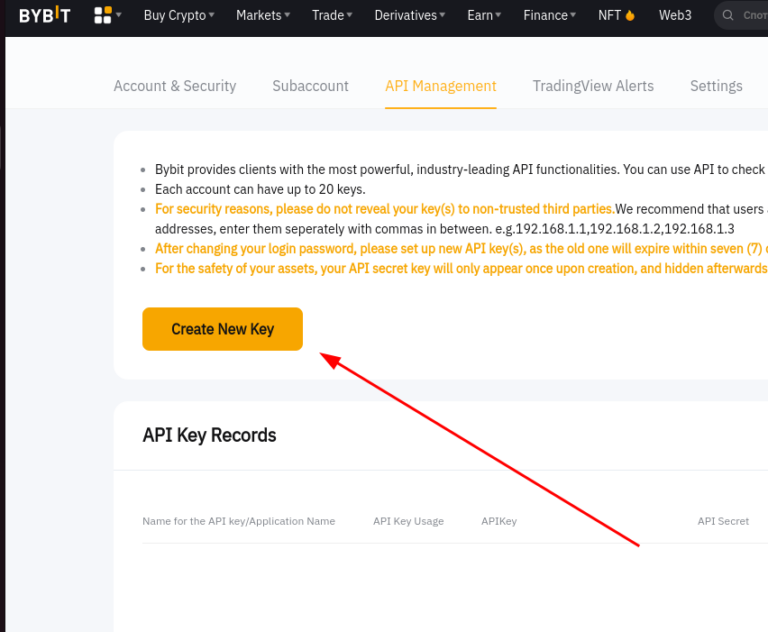 BYBIT Buy Crypto Markets Trade Derivatives Earn Finance NFT Web3
Account & Security Subaccount API Management TradingView Alerts Settings
Bybit provides clients with the most powerful, industry-leading API functionalities. You can use API to check
Each account can have up to 20 keys.
For security reasons, please do not reveal your key(s) to non-trusted third parties.We recommend that users
addresses, enter them seperately with commas in between. e.g.192.168.1.1,192.168.1.2,192.168.1.3
After changing your login password, please set up new API key(s), as the old one will expire within seven (7)
For the safety of your assets, your API secret key will only appear once upon creation, and hidden afterwards
Create New Key
API Key Records
Name for the API key/Application Name API Key Usage APIKey API Secret